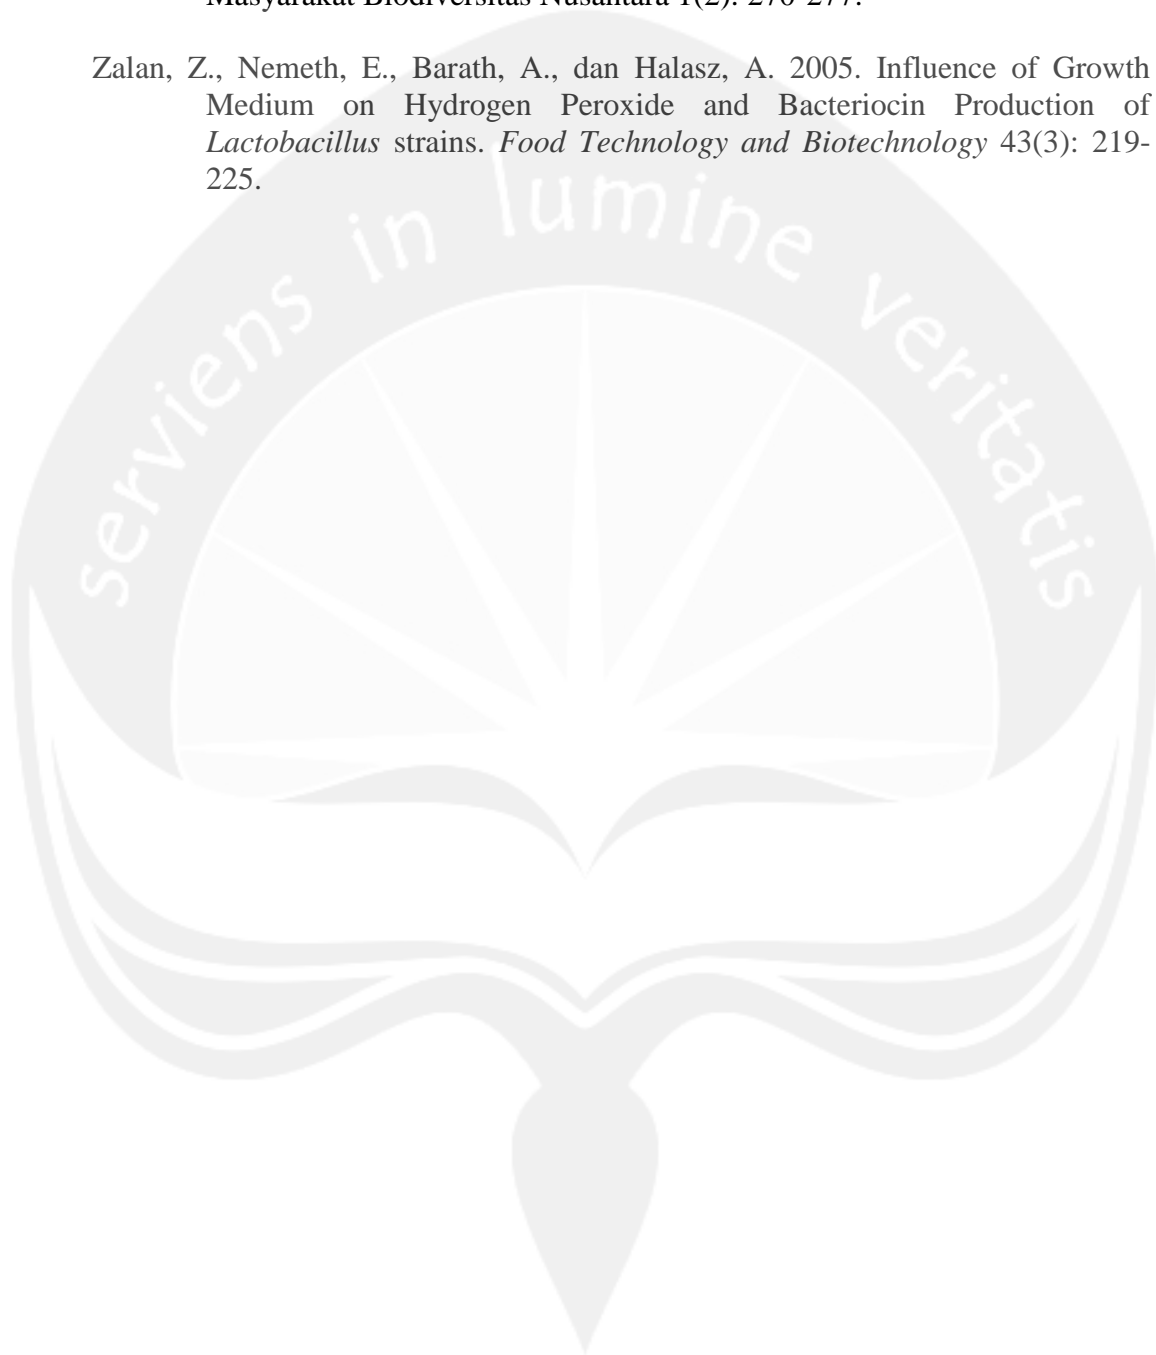 Masyarakat Biodiversitas Nusantara 1(2): 270-277.
Zalan, Z., Nemeth, E., Barath, A., dan Halasz, A. 2005. Influence of Growth
Medium on Hydrogen Peroxide and Bacteriocin Production of
Lactobacillus strains. Food Technology and Biotechnology 43(3): 219-
225.
serviens in lumine veritatis